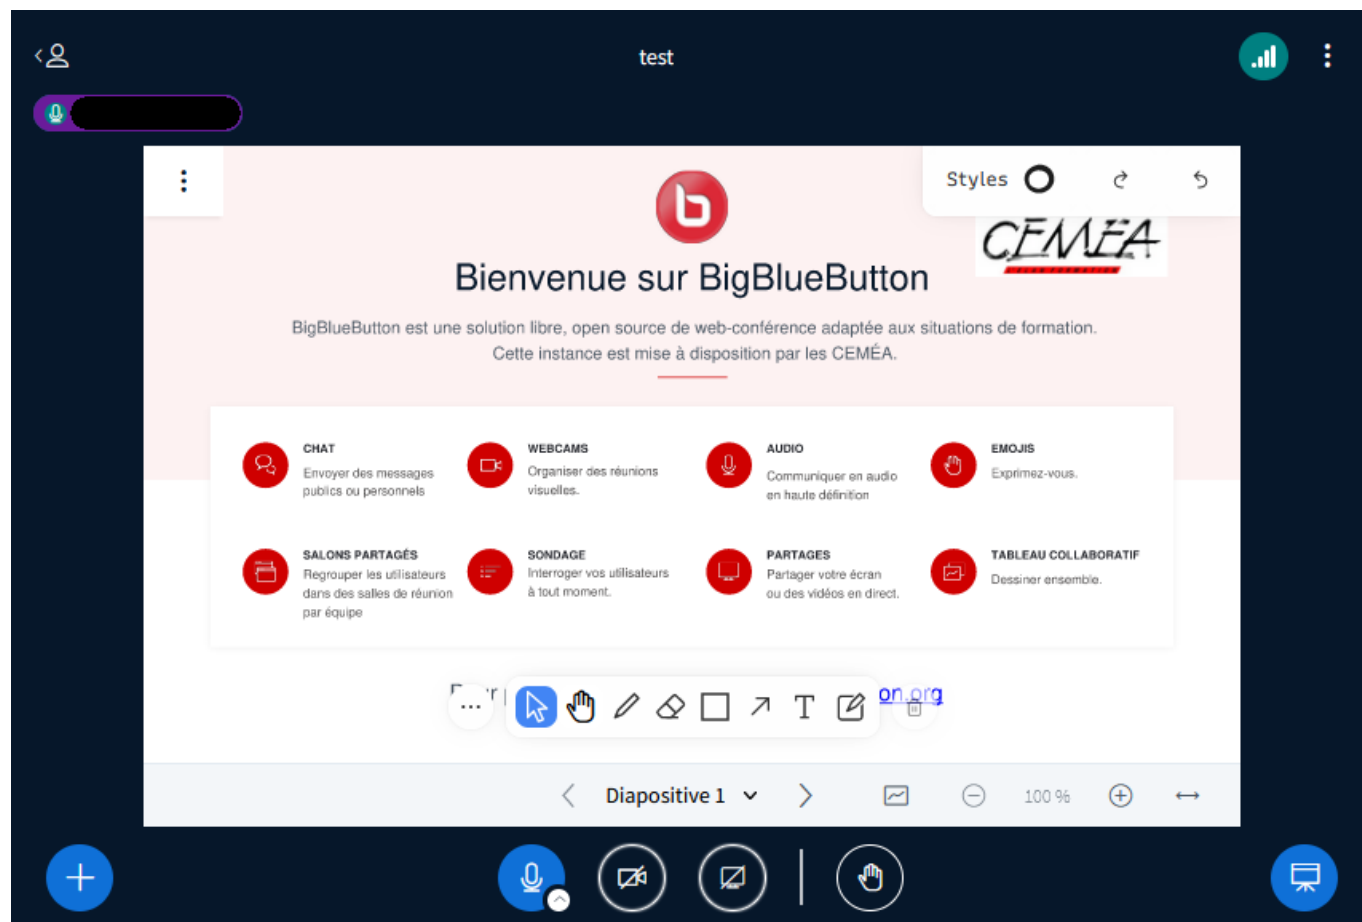 test
Styles
CEMÉA
Bienvenue sur BigBlueButton
BigBlueButton est une solution libre, open source de web-conférence adaptée aux situations de formation.
Cette instance est mise à disposition par les CEMÉA.
CHAT
Envoyer des messages
publics ou personnels
WEBCAMS
Organiser des réunions
visuelles.
AUDIO
Communiquer en audio
en haute définition
EMOJIS
Exprimez-vous.
SALONS PARTAGÉS
Regrouper les utilisateurs
dans des salles de réunion
par équipe
SONDAGE
Interroger vos utilisateurs
à tout moment.
PARTAGES
Partager votre écran
ou des vidéos en direct.
TABLEAU COLLABORATIF
Dessiner ensemble.
on.org
T
Diapositive 1
100 %